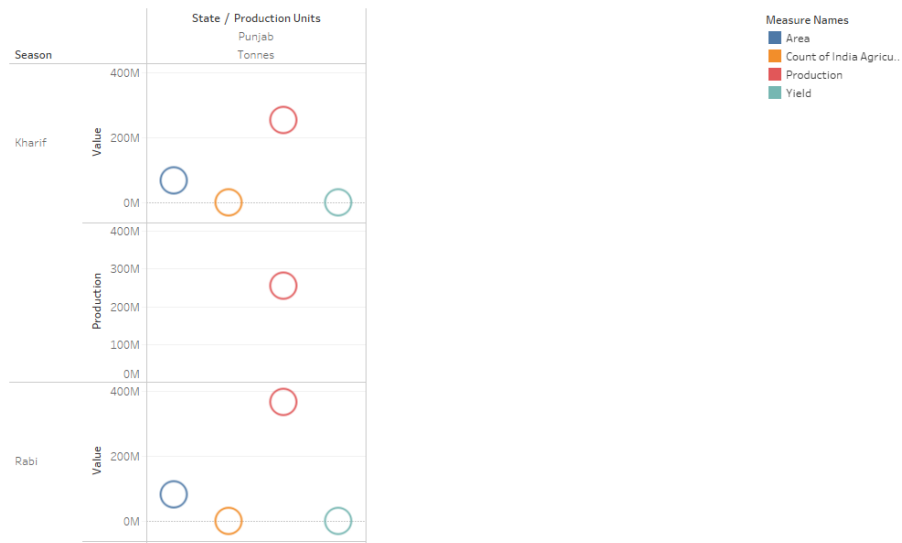 State / Production Units
Punjab
Season
Tonnes
Kharif
Value
400M
200M
0M
Production
400M
300M
200M
100M
0M
Rabi
Value
400M
200M
0M
Measure Names
Area
Count of India Agricu..
Production
Yield